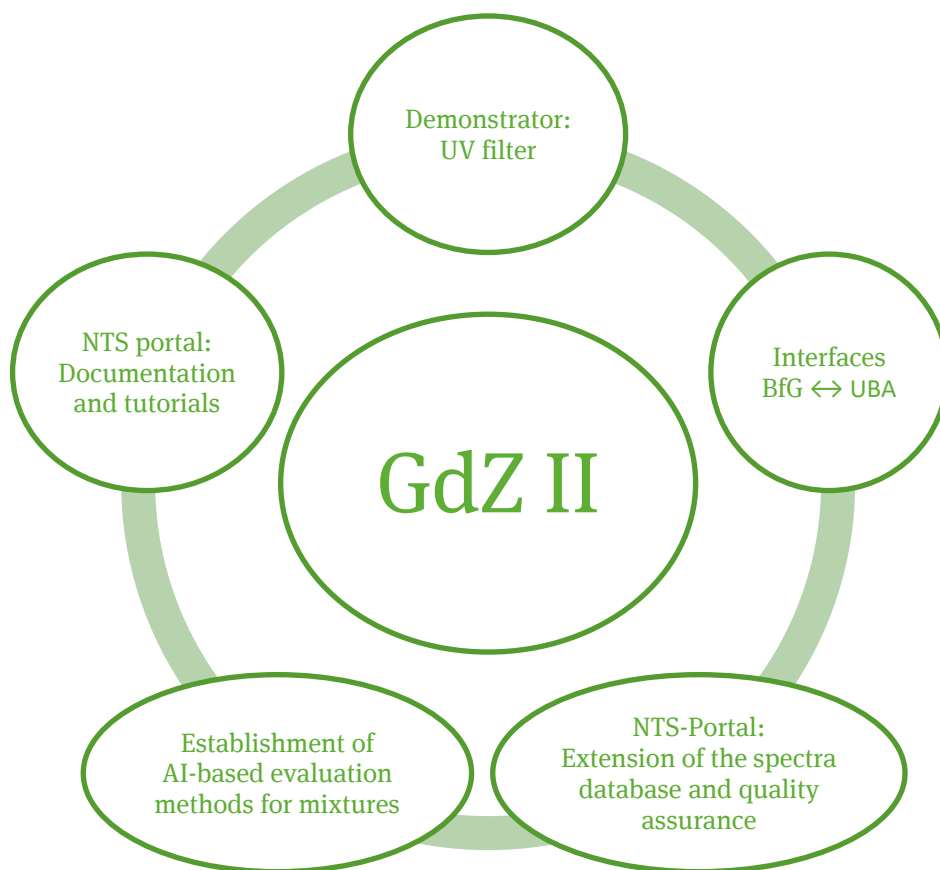 Demonstrator:
UV filter
NTS portal:
Documentation
and tutorials
Interfaces
BfG ↔ UBA
GdZ II
Establishment of
AI-based evaluation
methods for mixtures
NTS-Portal:
Extension of the spectra
database and quality
assurance